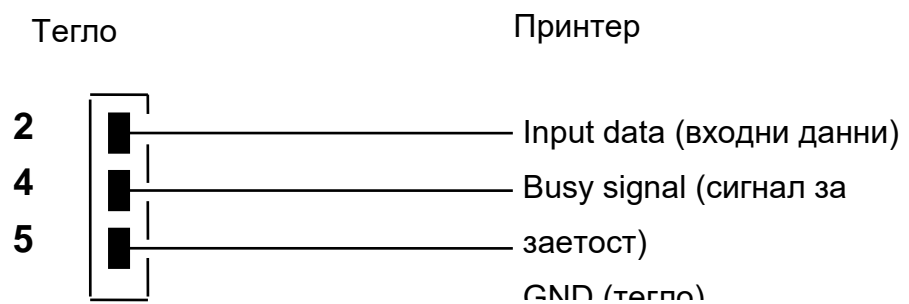 Тегло
Принтер
2
Input data (входни данни)
4
Busy signal (сигнал за
5
заетост)
GND (тегло)